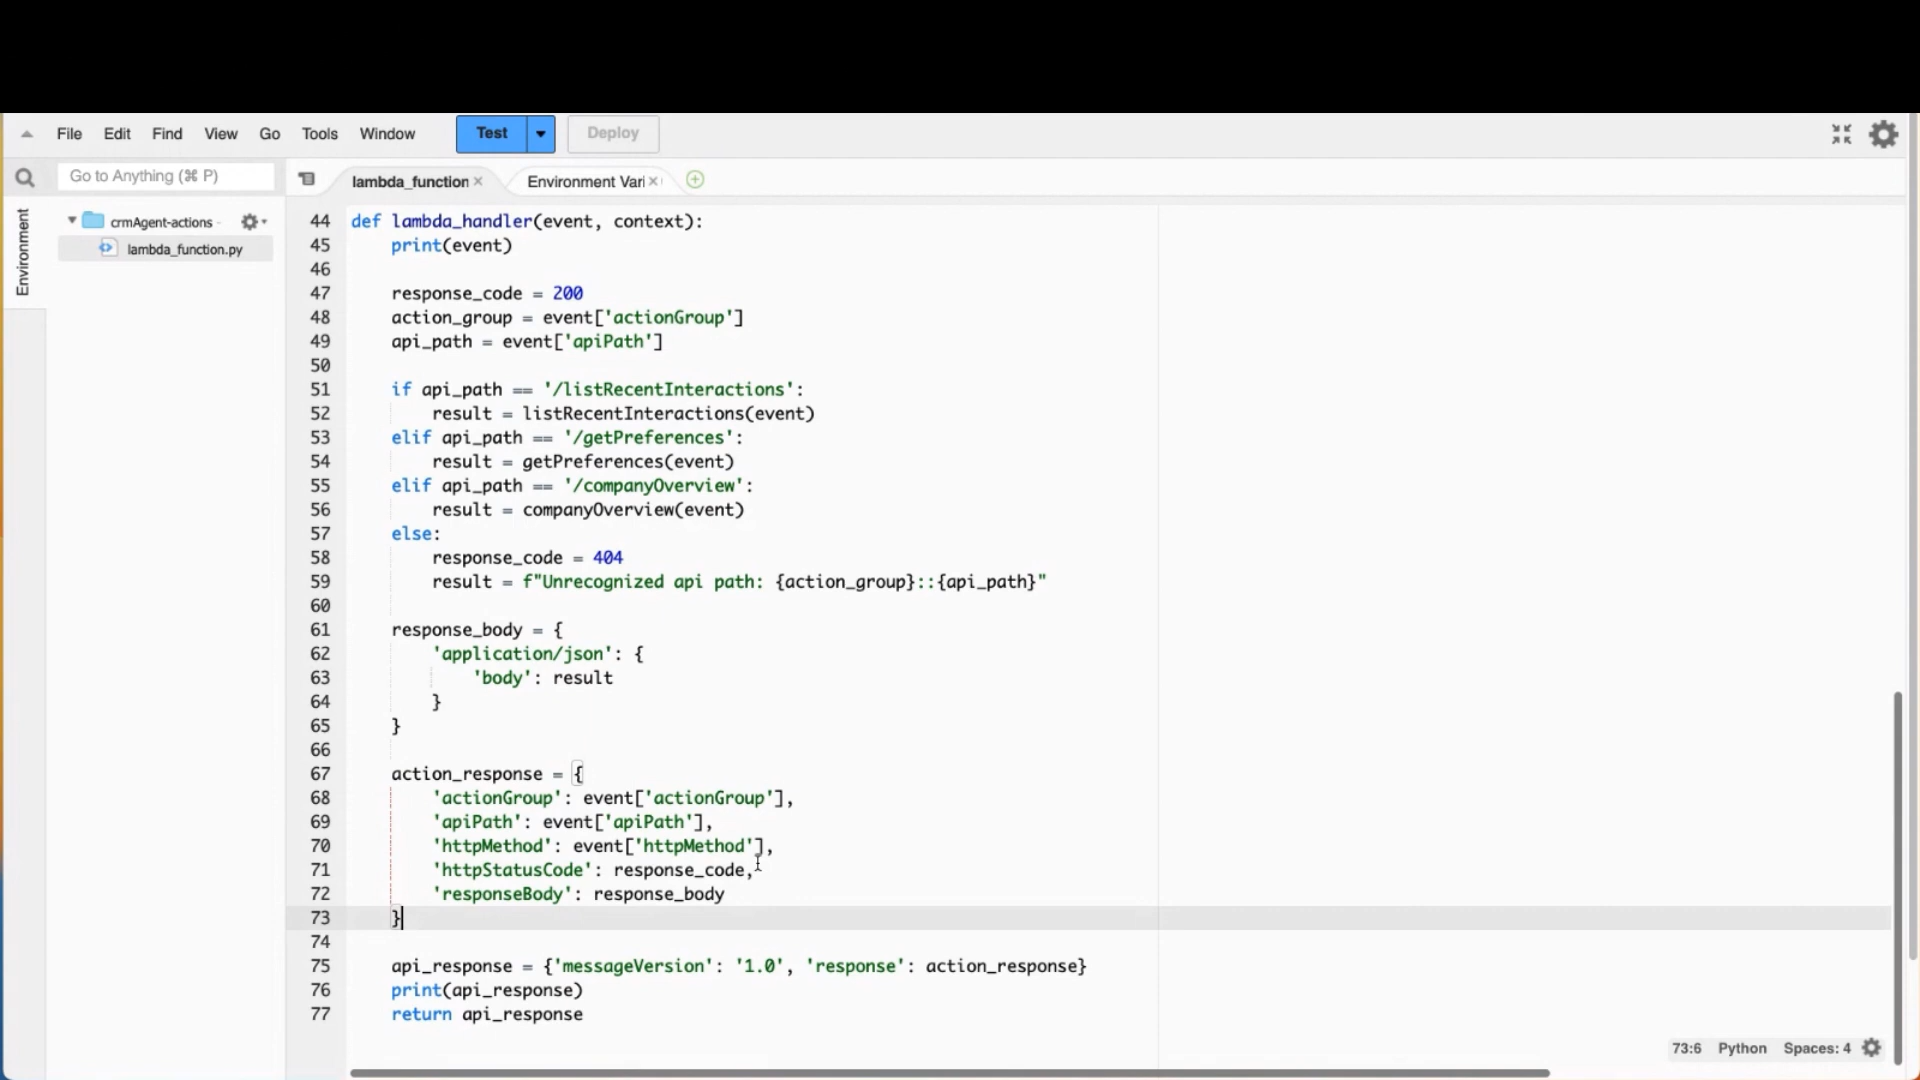 File Edit Find View Go Tools Window Test Deploy
Go to Anything (⌘ P) lambda_function Environment Vari
Environment
crmAgent-actions
lambda_function.py
44 def lambda_handler(event, context):
45     print(event)
46
47     response_code = 200
48     action_group = event['actionGroup']
49     api_path = event['apiPath']
50
51     if api_path == '/listRecentInteractions':
52         result = listRecentInteractions(event)
53     elif api_path == '/getPreferences':
54         result = getPreferences(event)
55     elif api_path == '/companyOverview':
56         result = companyOverview(event)
57     else:
58         response_code = 404
59         result = f"Unrecognized api path: {action_group}::{api_path}"
60
61     response_body = {
62         'application/json': {
63             'body': result
64         }
65     }
66
67     action_response = {
68         'actionGroup': event['actionGroup'],
69         'apiPath': event['apiPath'],
70         'httpMethod': event['httpMethod'],
71         'httpStatusCode': response_code,
72         'responseBody': response_body
73     }
74
75     api_response = {'messageVersion': '1.0', 'response': action_response}
76     print(api_response)
77     return api_response
73:6 Python Spaces: 4